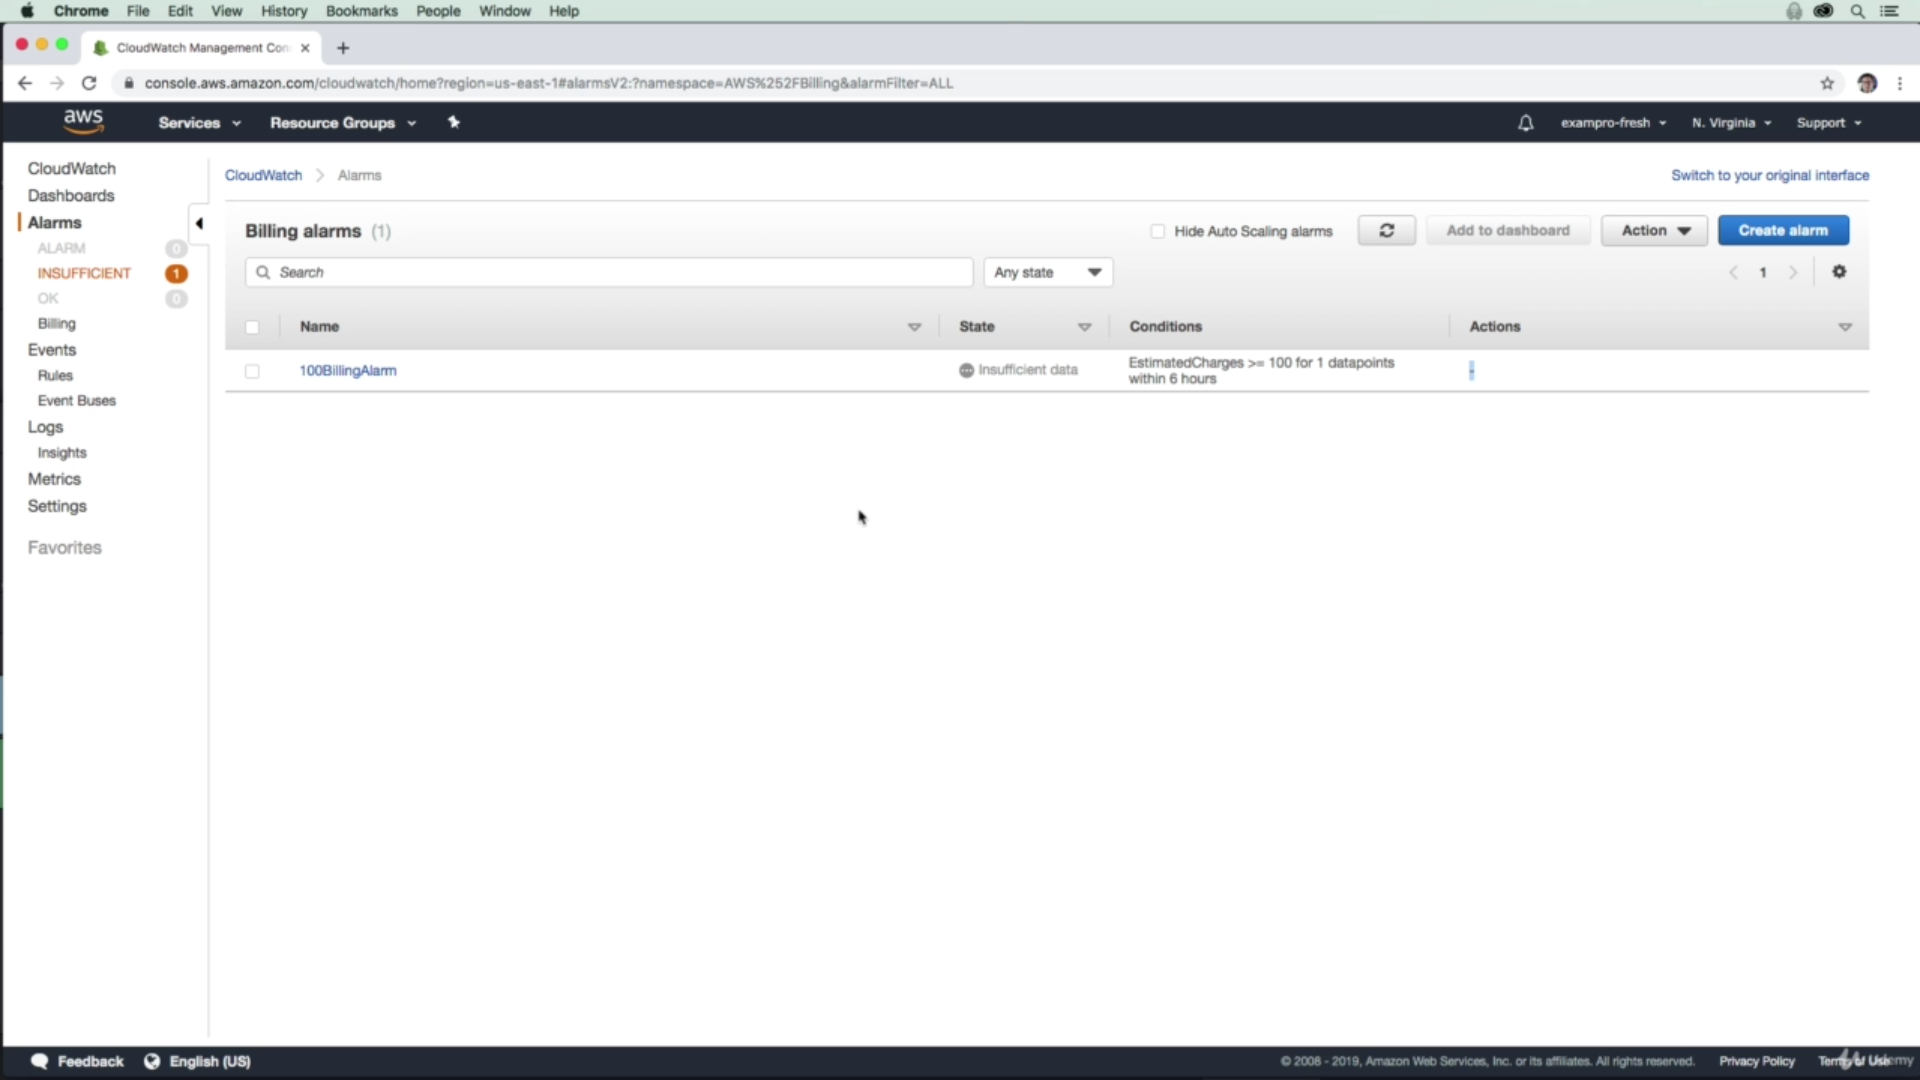 Chrome File Edit View History Bookmarks People Window Help
CloudWatch Management Con
console.aws.amazon.com/cloudwatch/home?region=us-east-1#alarmsV2:?namespace=AWS%252FBilling&alarmFilter=ALL
aws Services Resource Groups exampro-fresh N. Virginia Support
CloudWatch
Dashboards
Alarms
ALARM 0
INSUFFICIENT 1
OK 0
Billing
Events
Rules
Event Buses
Logs
Insights
Metrics
Settings
Favorites
CloudWatch > Alarms
Switch to your original interface
Billing alarms (1)
Hide Auto Scaling alarms
Add to dashboard
Action
Create alarm
Search
Any state
1
Name State Conditions Actions
100BillingAlarm
Insufficient data
EstimatedCharges >= 100 for 1 datapoints
within 6 hours
-
Feedback English (US)
© 2008 - 2019, Amazon Web Services, Inc. or its affiliates. All rights reserved. Privacy Policy Terms of Use